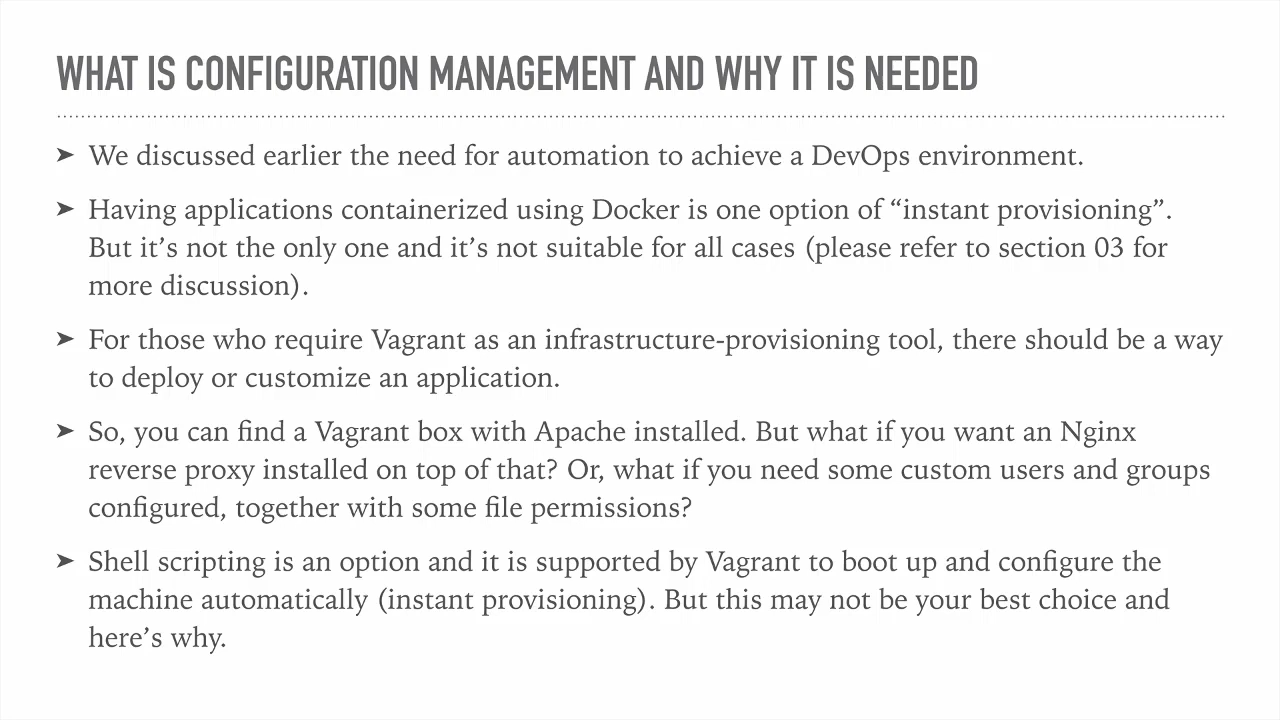 WHAT IS CONFIGURATION MANAGEMENT AND WHY IT IS NEEDED
➤ We discussed earlier the need for automation to achieve a DevOps environment.
➤ Having applications containerized using Docker is one option of “instant provisioning”.
But it’s not the only one and it’s not suitable for all cases (please refer to section 03 for
more discussion).
➤ For those who require Vagrant as an infrastructure-provisioning tool, there should be a way
to deploy or customize an application.
➤ So, you can find a Vagrant box with Apache installed. But what if you want an Nginx
reverse proxy installed on top of that? Or, what if you need some custom users and groups
configured, together with some file permissions?
➤ Shell scripting is an option and it is supported by Vagrant to boot up and configure the
machine automatically (instant provisioning). But this may not be your best choice and
here’s why.